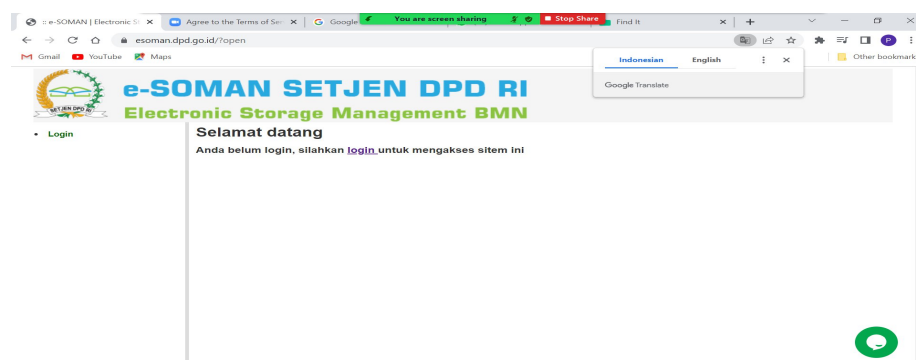 :: e-SOMAN | Electronic St
Agree to the Terms of Ser
Google
You are screen sharing
Stop Share
Find It
esoman.dpd.go.id/?open
Gmail
YouTube
Maps
Other bookmark
Indonesian English
Google Translate
SETJEN DPD RI
e-SOMAN SETJEN DPD RI
Electronic Storage Management BMN
Login
Selamat datang
Anda belum login, silahkan login untuk mengakses sitem ini
P